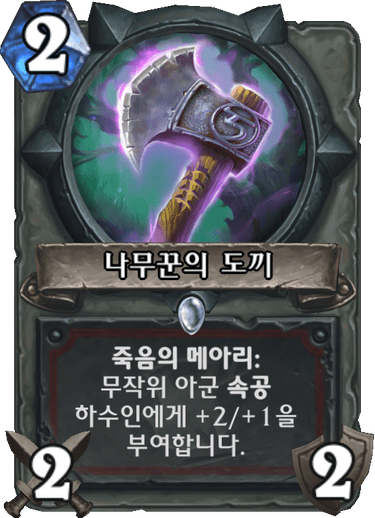 2
나무꾼의 도끼
죽음의 메아리:
무작위 아군 속공
하수인에게 +2/+1을
부여합니다.
2
2